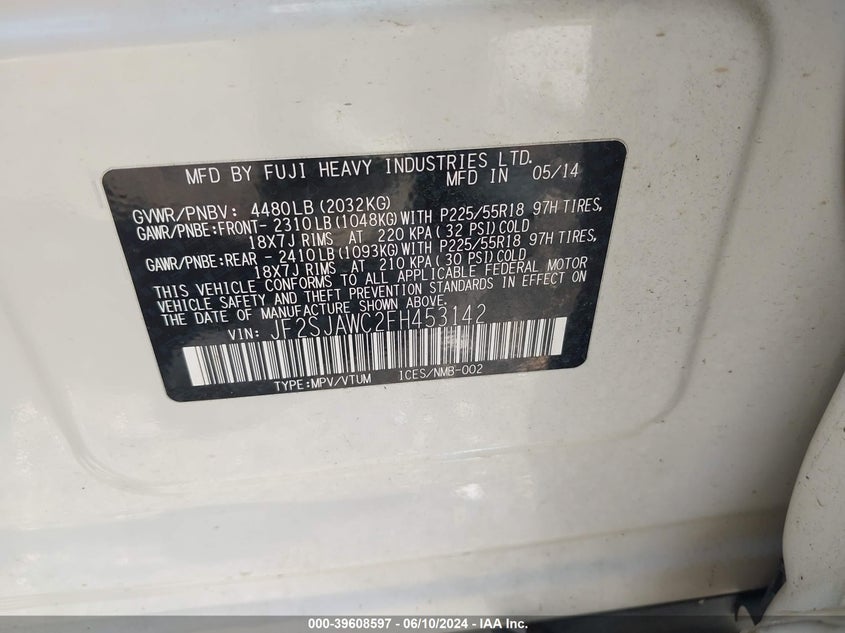 MFD BY FUJI HEAVY INDUSTRIES LTD.
MFD IN 05/14
GVWR/PNBV: 4480LB(2032KG)
GAWR/PNBE:FRONT- 2310LB(1048KG)WITH P225/55R18 97H TIRES,
18X7J RIMS AT 220 KPA( 32 PSI)COLD
GAWR/PNBE:REAR - 2410LB(1093KG)WITH P225/55R18 97H TIRES,
18X7J RIMS AT 210 KPA( 30 PSI)COLD
THIS VEHICLE CONFORMS TO ALL APPLICABLE FEDERAL MOTOR
VEHICLE SAFETY AND THEFT PREVENTION STANDARDS IN EFFECT ON
THE DATE OF MANUFACTURE SHOWN ABOVE.
VIN: JF2SJAWC2FH453142
TYPE:MPV/VTUM ICES/NMB-002
000-39608597 / 06/10/2024 - IAA Inc.